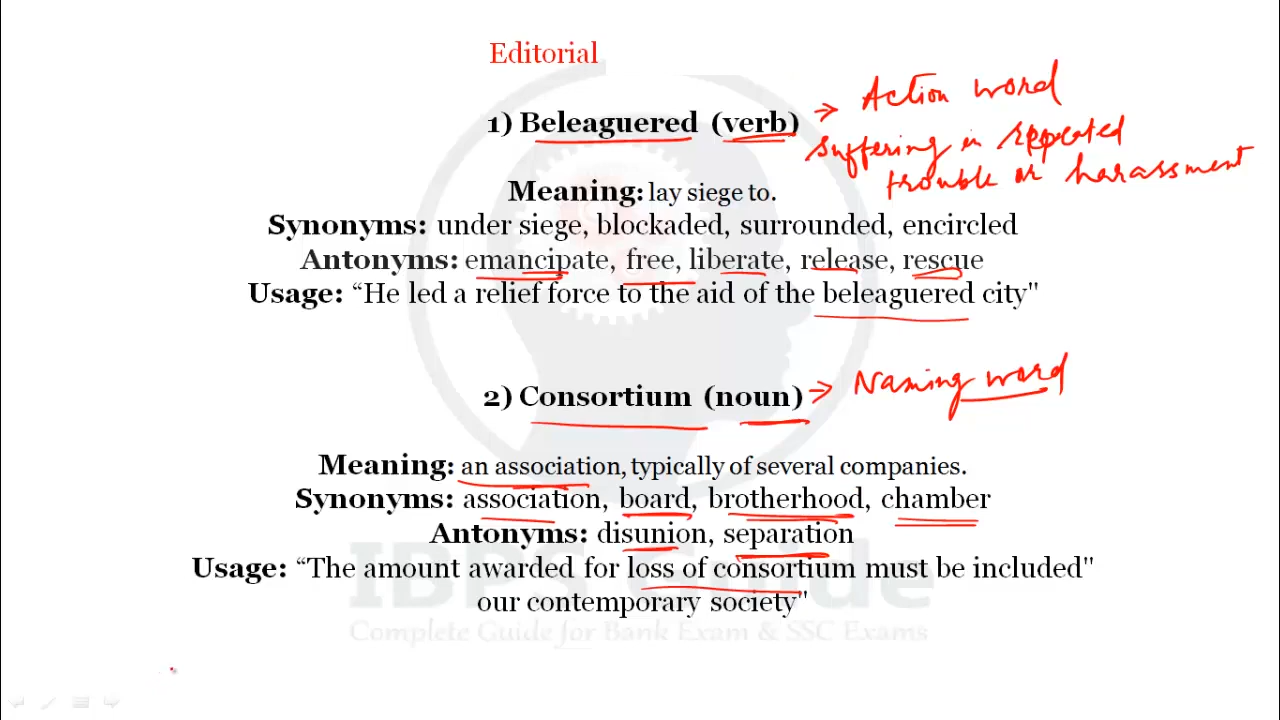 Editorial
1) Beleaguered (verb)
→ Action word
suffering in repeated
trouble or harassment
Meaning: lay siege to.
Synonyms: under siege, blockaded, surrounded, encircled
Antonyms: emancipate, free, liberate, release, rescue
Usage: “He led a relief force to the aid of the beleaguered city"
2) Consortium (noun)
→ Naming word
Meaning: an association, typically of several companies.
Synonyms: association, board, brotherhood, chamber
Antonyms: disunion, separation
Usage: “The amount awarded for loss of consortium must be included"
our contemporary society"
IBPS Guide
Complete Guide for Bank Exam & SSC Exams